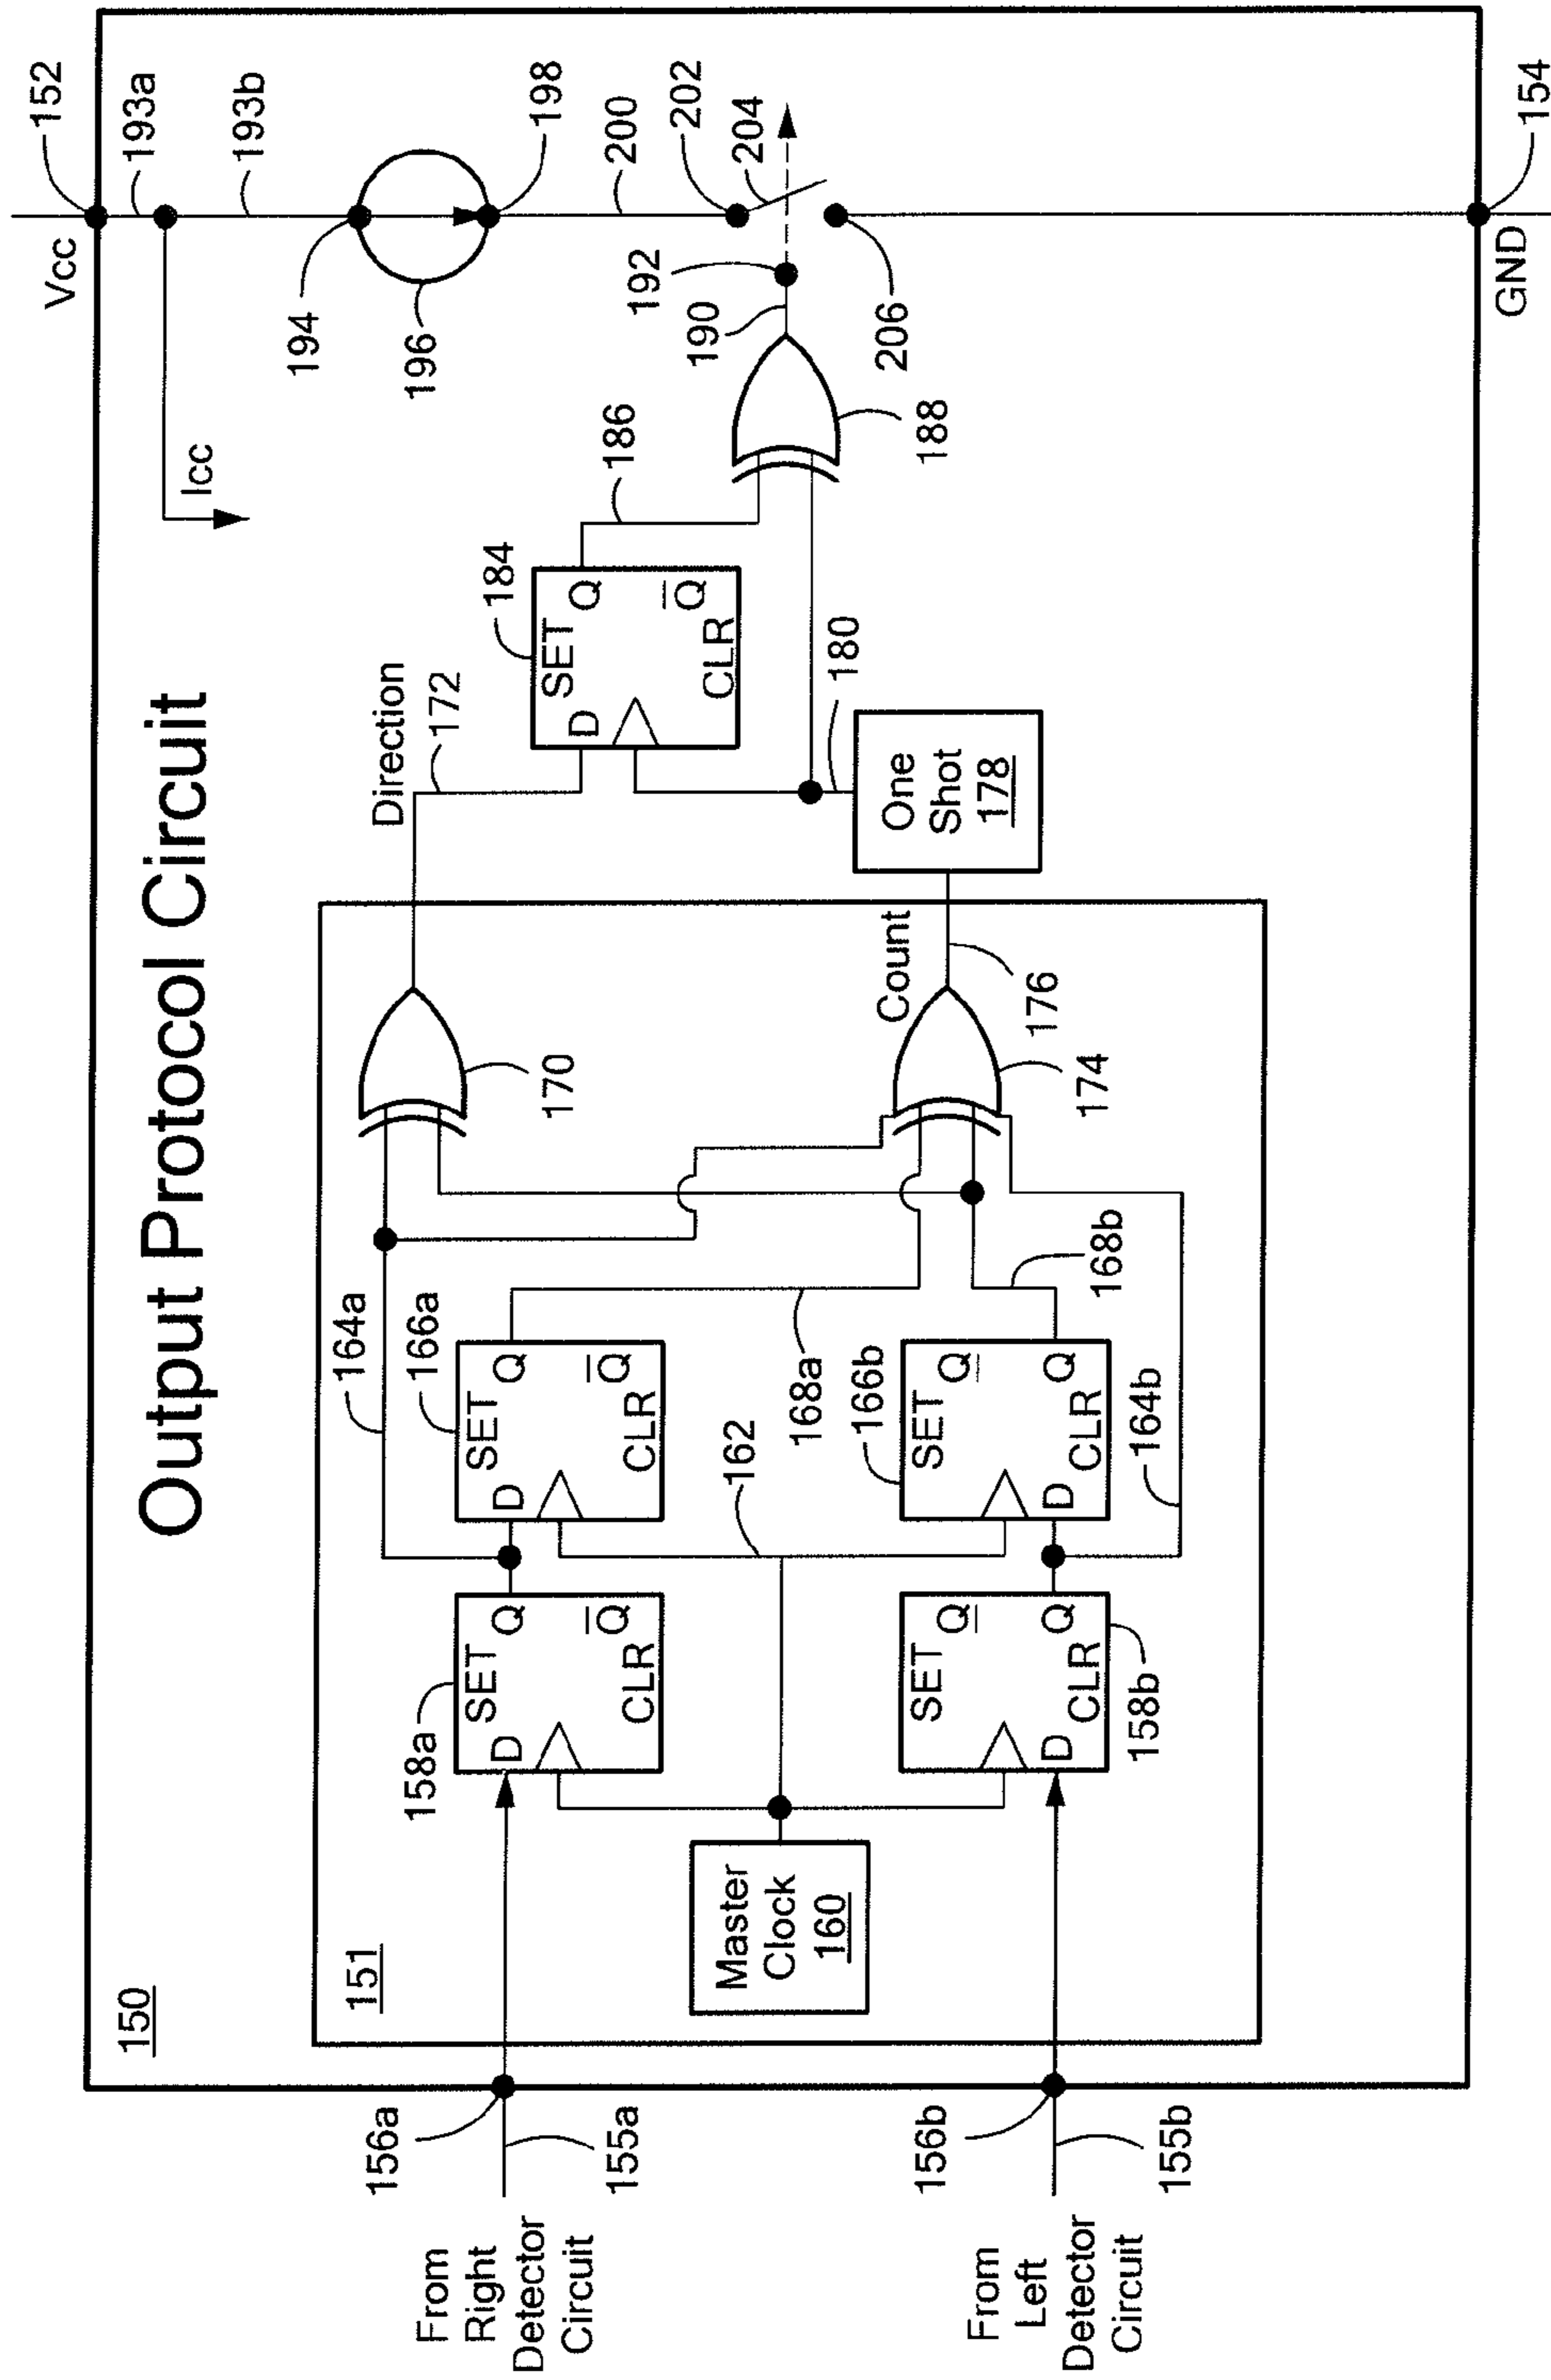 Output Protocol Circuit
150
151
Vcc
152
193a
193b
Icc
194
196
198
200
202
204
192
190
206
GND
154
188
186
184
SET
D
Q
Q
CLR
Direction
172
180
One
Shot
178
Count
176
170
174
164a
166a
SET
D
Q
Q
CLR
168a
162
166b
SET
Q
Q
D
CLR
168b
164b
158a
SET
D
Q
Q
CLR
SET
Q
Q
D
CLR
158b
Master
Clock
160
156a
155a
From
Right
Detector
Circuit
156b
155b
From
Left
Detector
Circuit